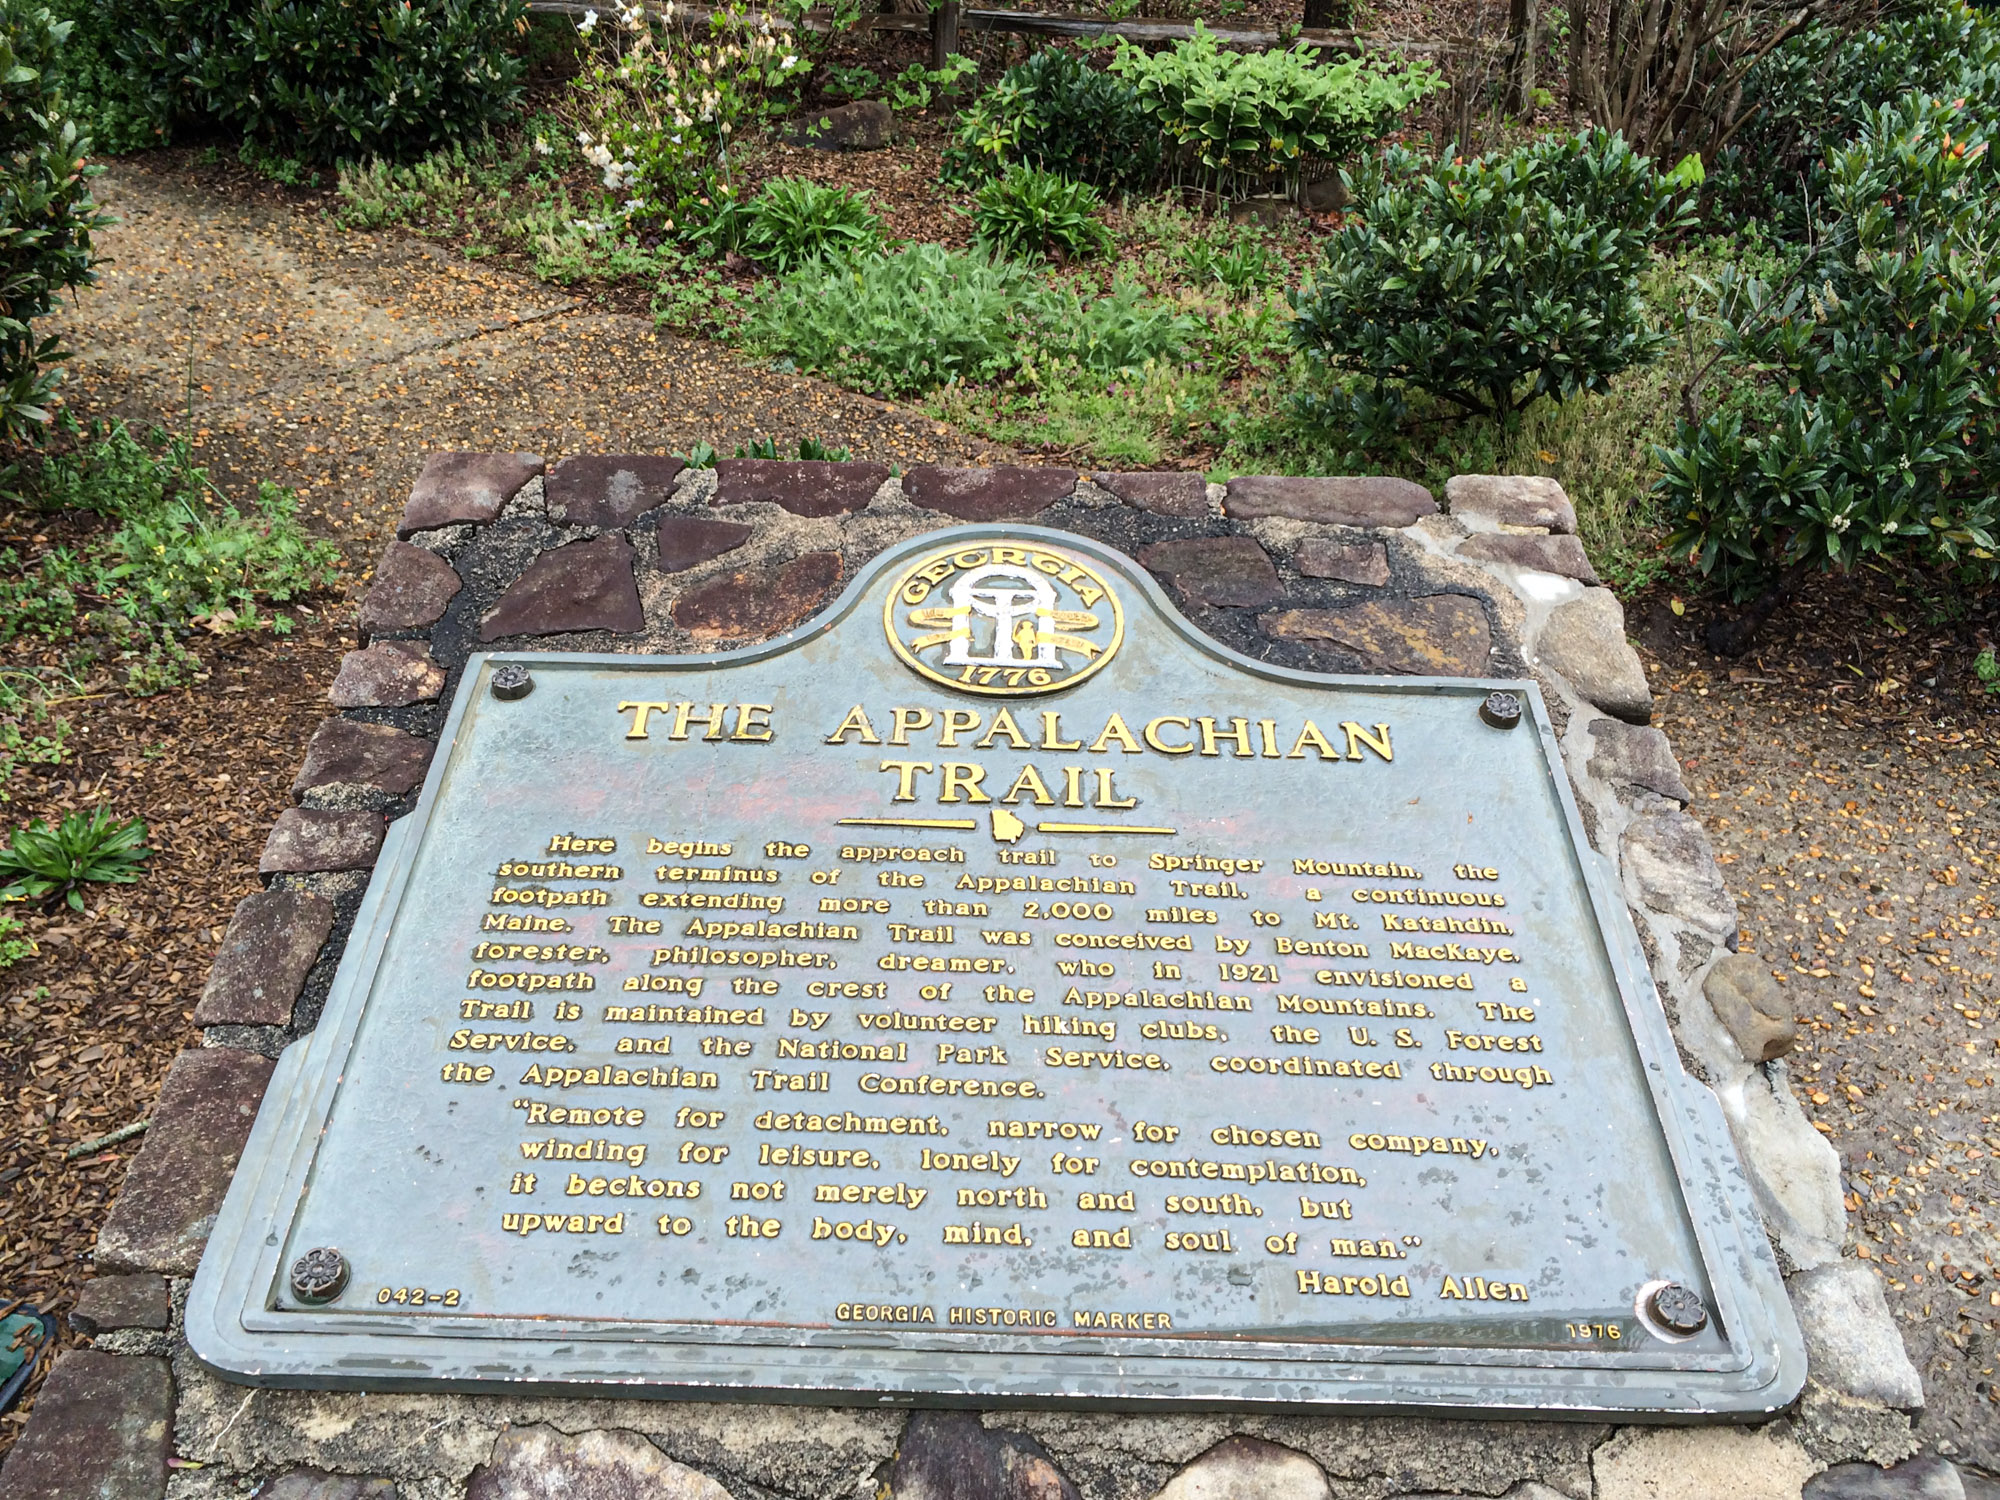 GEORGIA
1776
THE APPALACHIAN
TRAIL
Here begins the approach trail to Springer Mountain, the
southern terminus of the Appalachian Trail, a continuous
footpath extending more than 2,000 miles to Mt. Katahdin,
Maine. The Appalachian Trail was conceived by Benton MacKaye,
forester, philosopher, dreamer, who in 1921 envisioned a
footpath along the crest of the Appalachian Mountains. The
Trail is maintained by volunteer hiking clubs, the U. S. Forest
Service, and the National Park Service, coordinated through
the Appalachian Trail Conference.
"Remote for detachment, narrow for chosen company,
winding for leisure, lonely for contemplation,
it beckons not merely north and south, but
upward to the body, mind, and soul of man."
Harold Allen
042-2
GEORGIA HISTORIC MARKER
1976